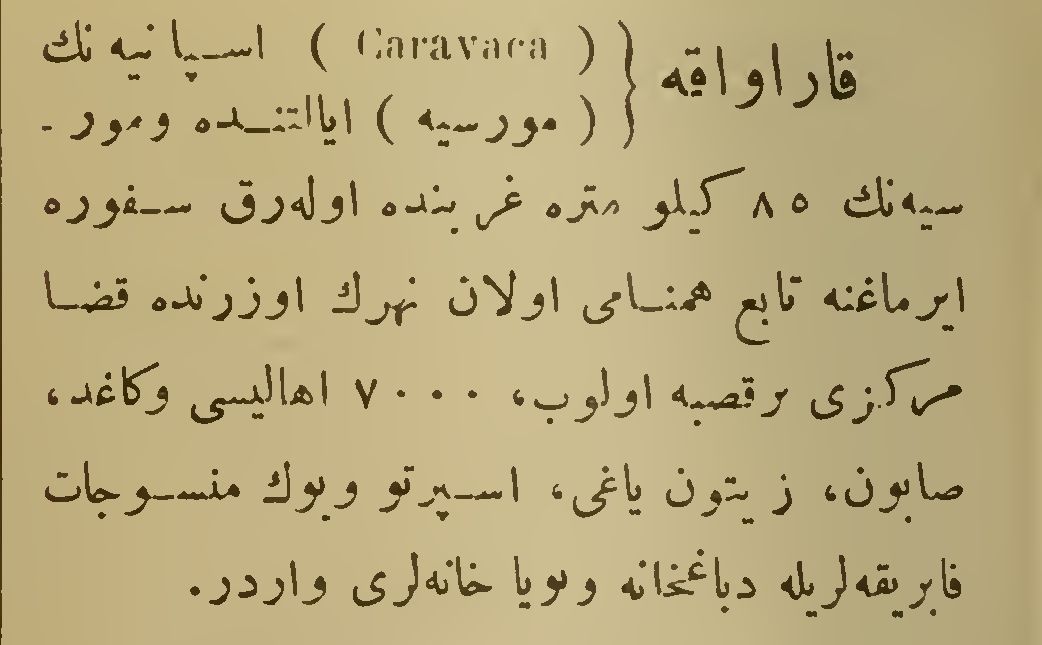 قاراواقه { ( Caravaca ) اسپانیه نك
( مورسیه ) ایالتنده ومور -
سیه‌نك ٨٥ كیلو متره غربنده اوله‌رق سفوره
ایرماغنه تابع همنامی اولان نهرك اوزرنده قضا
مركزی برقصبه اولوب، ٧٠٠٠ اهالیسی وكاغد،
صابون، زیتون یاغی، اسپرتو ویوك منسوجات
فابریقه‌لریله دباغخانه وبویا خانه‌لری واردر.